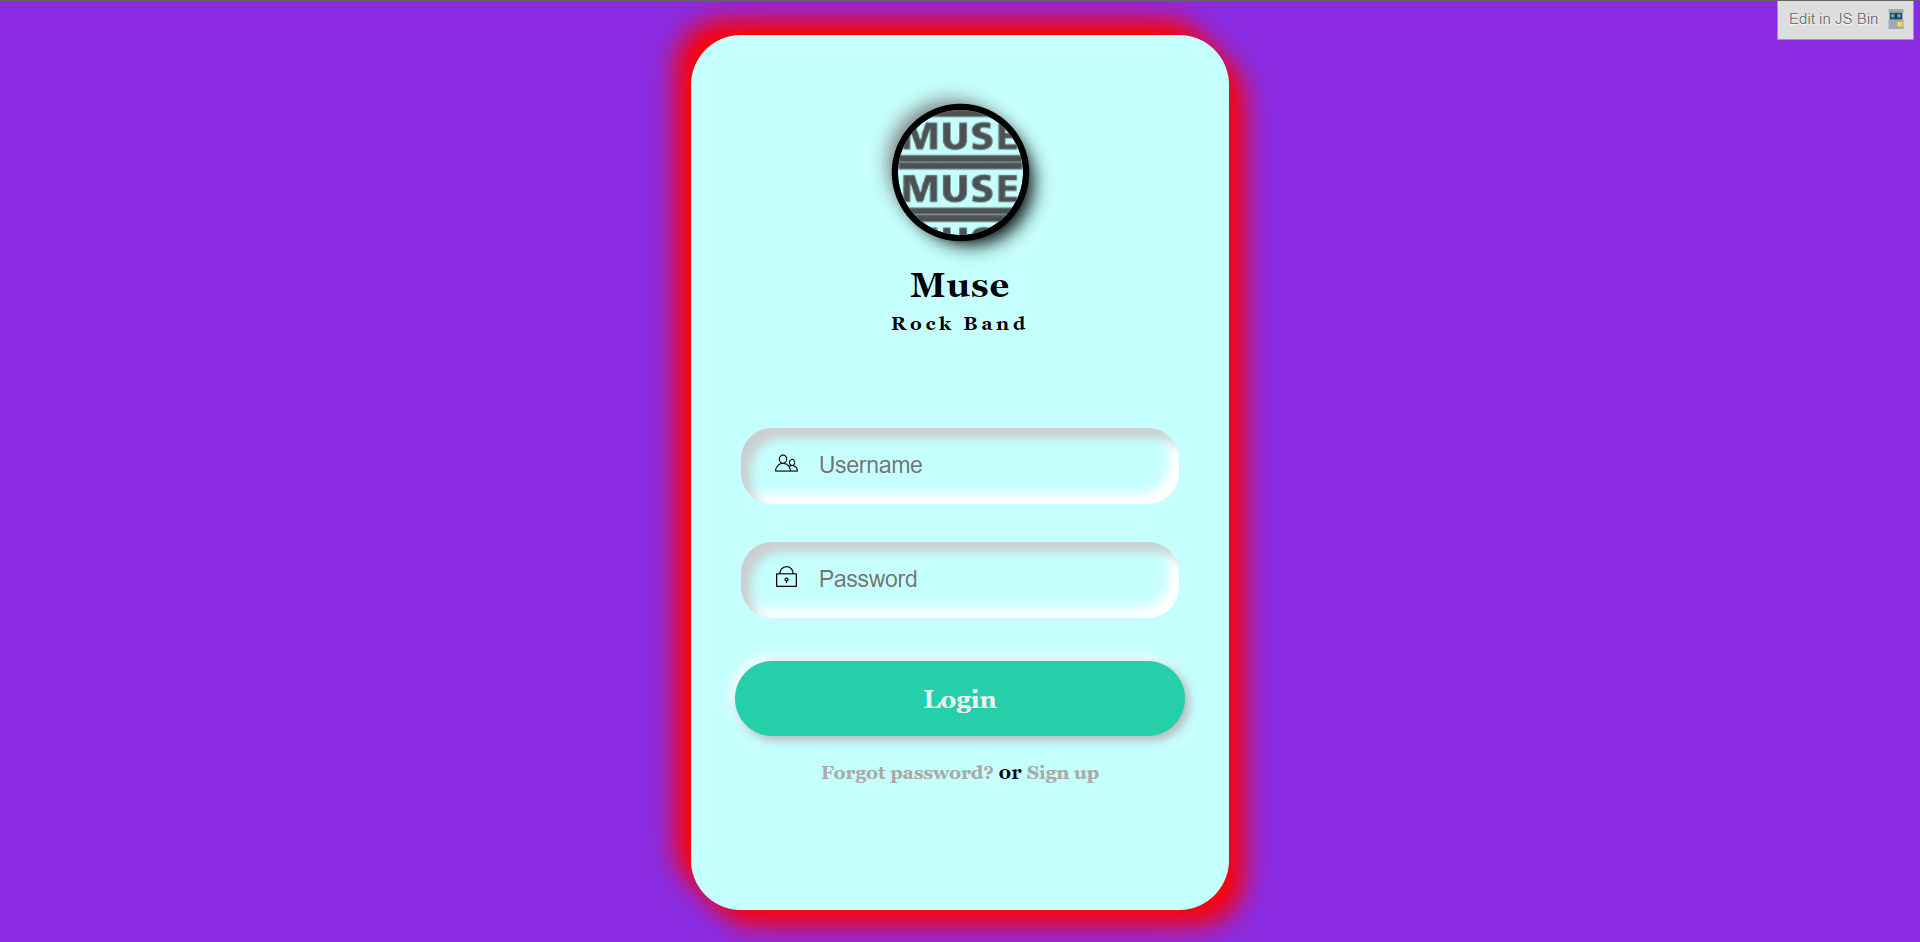 Edit in JS Bin
MUSE
MUSE
Muse
Rock Band
Username
Password
Login
Forgot password? or Sign up